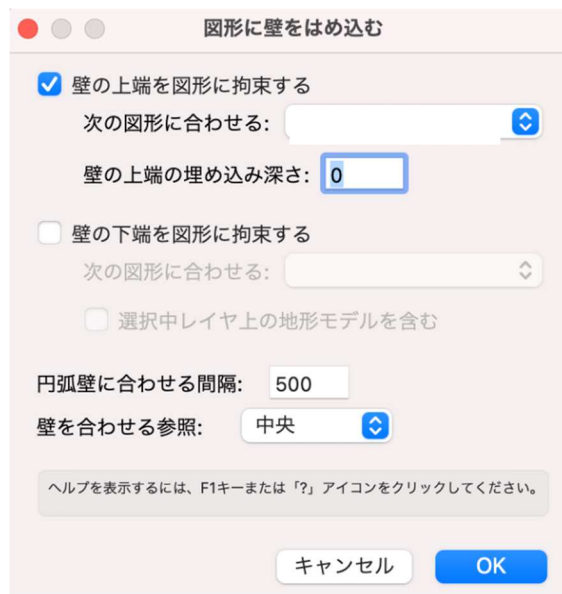 図形に壁をはめ込む
壁の上端を図形に拘束する
次の図形に合わせる:
壁の上端の埋め込み深さ: 0
壁の下端を図形に拘束する
次の図形に合わせる:
選択中レイヤ上の地形モデルを含む
円弧壁に合わせる間隔: 500
壁を合わせる参照: 中央
ヘルプを表示するには、F1キーまたは「?」アイコンをクリックしてください。
キャンセル OK